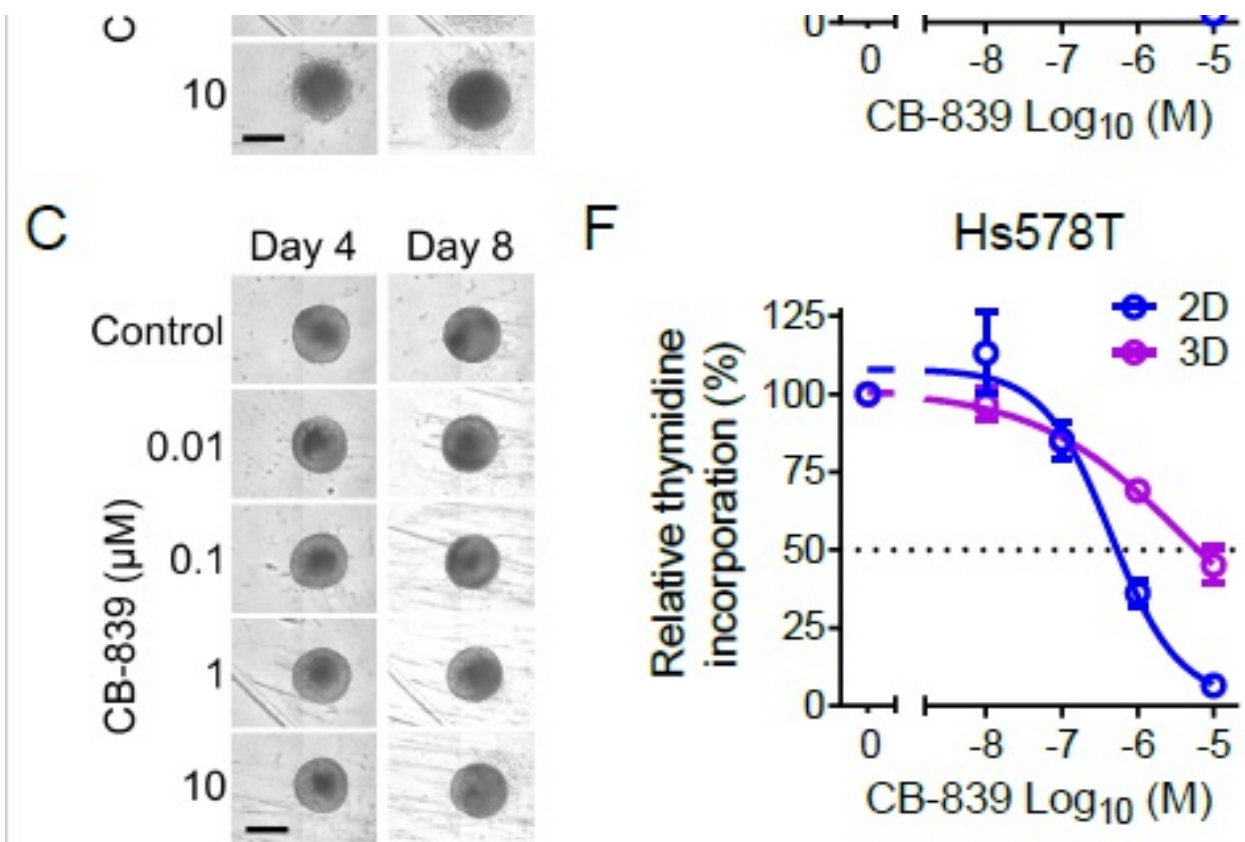 C
10
0
0 -8 -7 -6 -5
CB-839 Log10 (M)
C
Day 4 Day 8
Control
0.01
0.1
1
10
CB-839 (μM)
F
Hs578T
2D
3D
125
100
75
50
25
0
Relative thymidine
incorporation (%)
0 -8 -7 -6 -5
CB-839 Log10 (M)